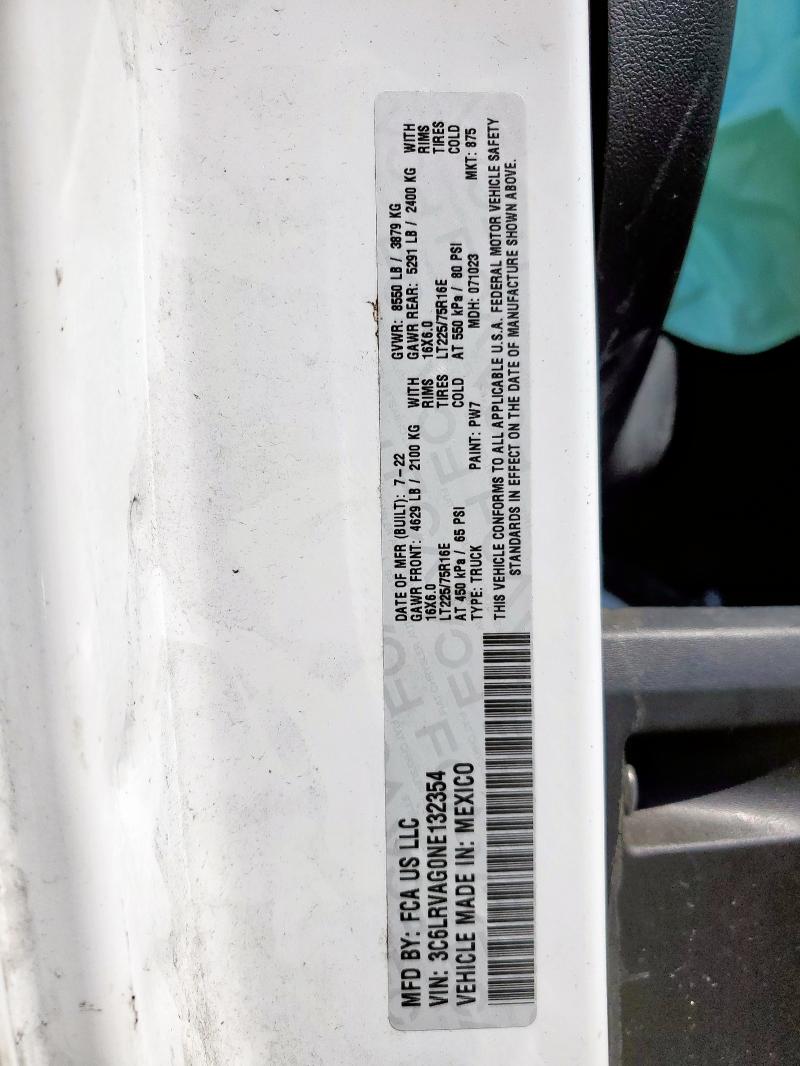 MFD BY: FCA US LLC
VIN: 3C6LRVAG0NE132354
VEHICLE MADE IN: MEXICO
DATE OF MFR (BUILT): 7-22 GVWR: 8550 LB / 3879 KG
GAWR FRONT: 4629 LB / 2100 KG WITH GAWR REAR: 5291 LB / 2400 KG WITH
16X6.0 RIMS 16X6.0 RIMS
LT225/75R16E TIRES LT225/75R16E TIRES
AT 450 kPa / 65 PSI COLD AT 550 kPa / 80 PSI COLD
TYPE: TRUCK PAINT: PW7 MDH: 071023 MKT: 875
THIS VEHICLE CONFORMS TO ALL APPLICABLE U.S.A. FEDERAL MOTOR VEHICLE SAFETY
STANDARDS IN EFFECT ON THE DATE OF MANUFACTURE SHOWN ABOVE.